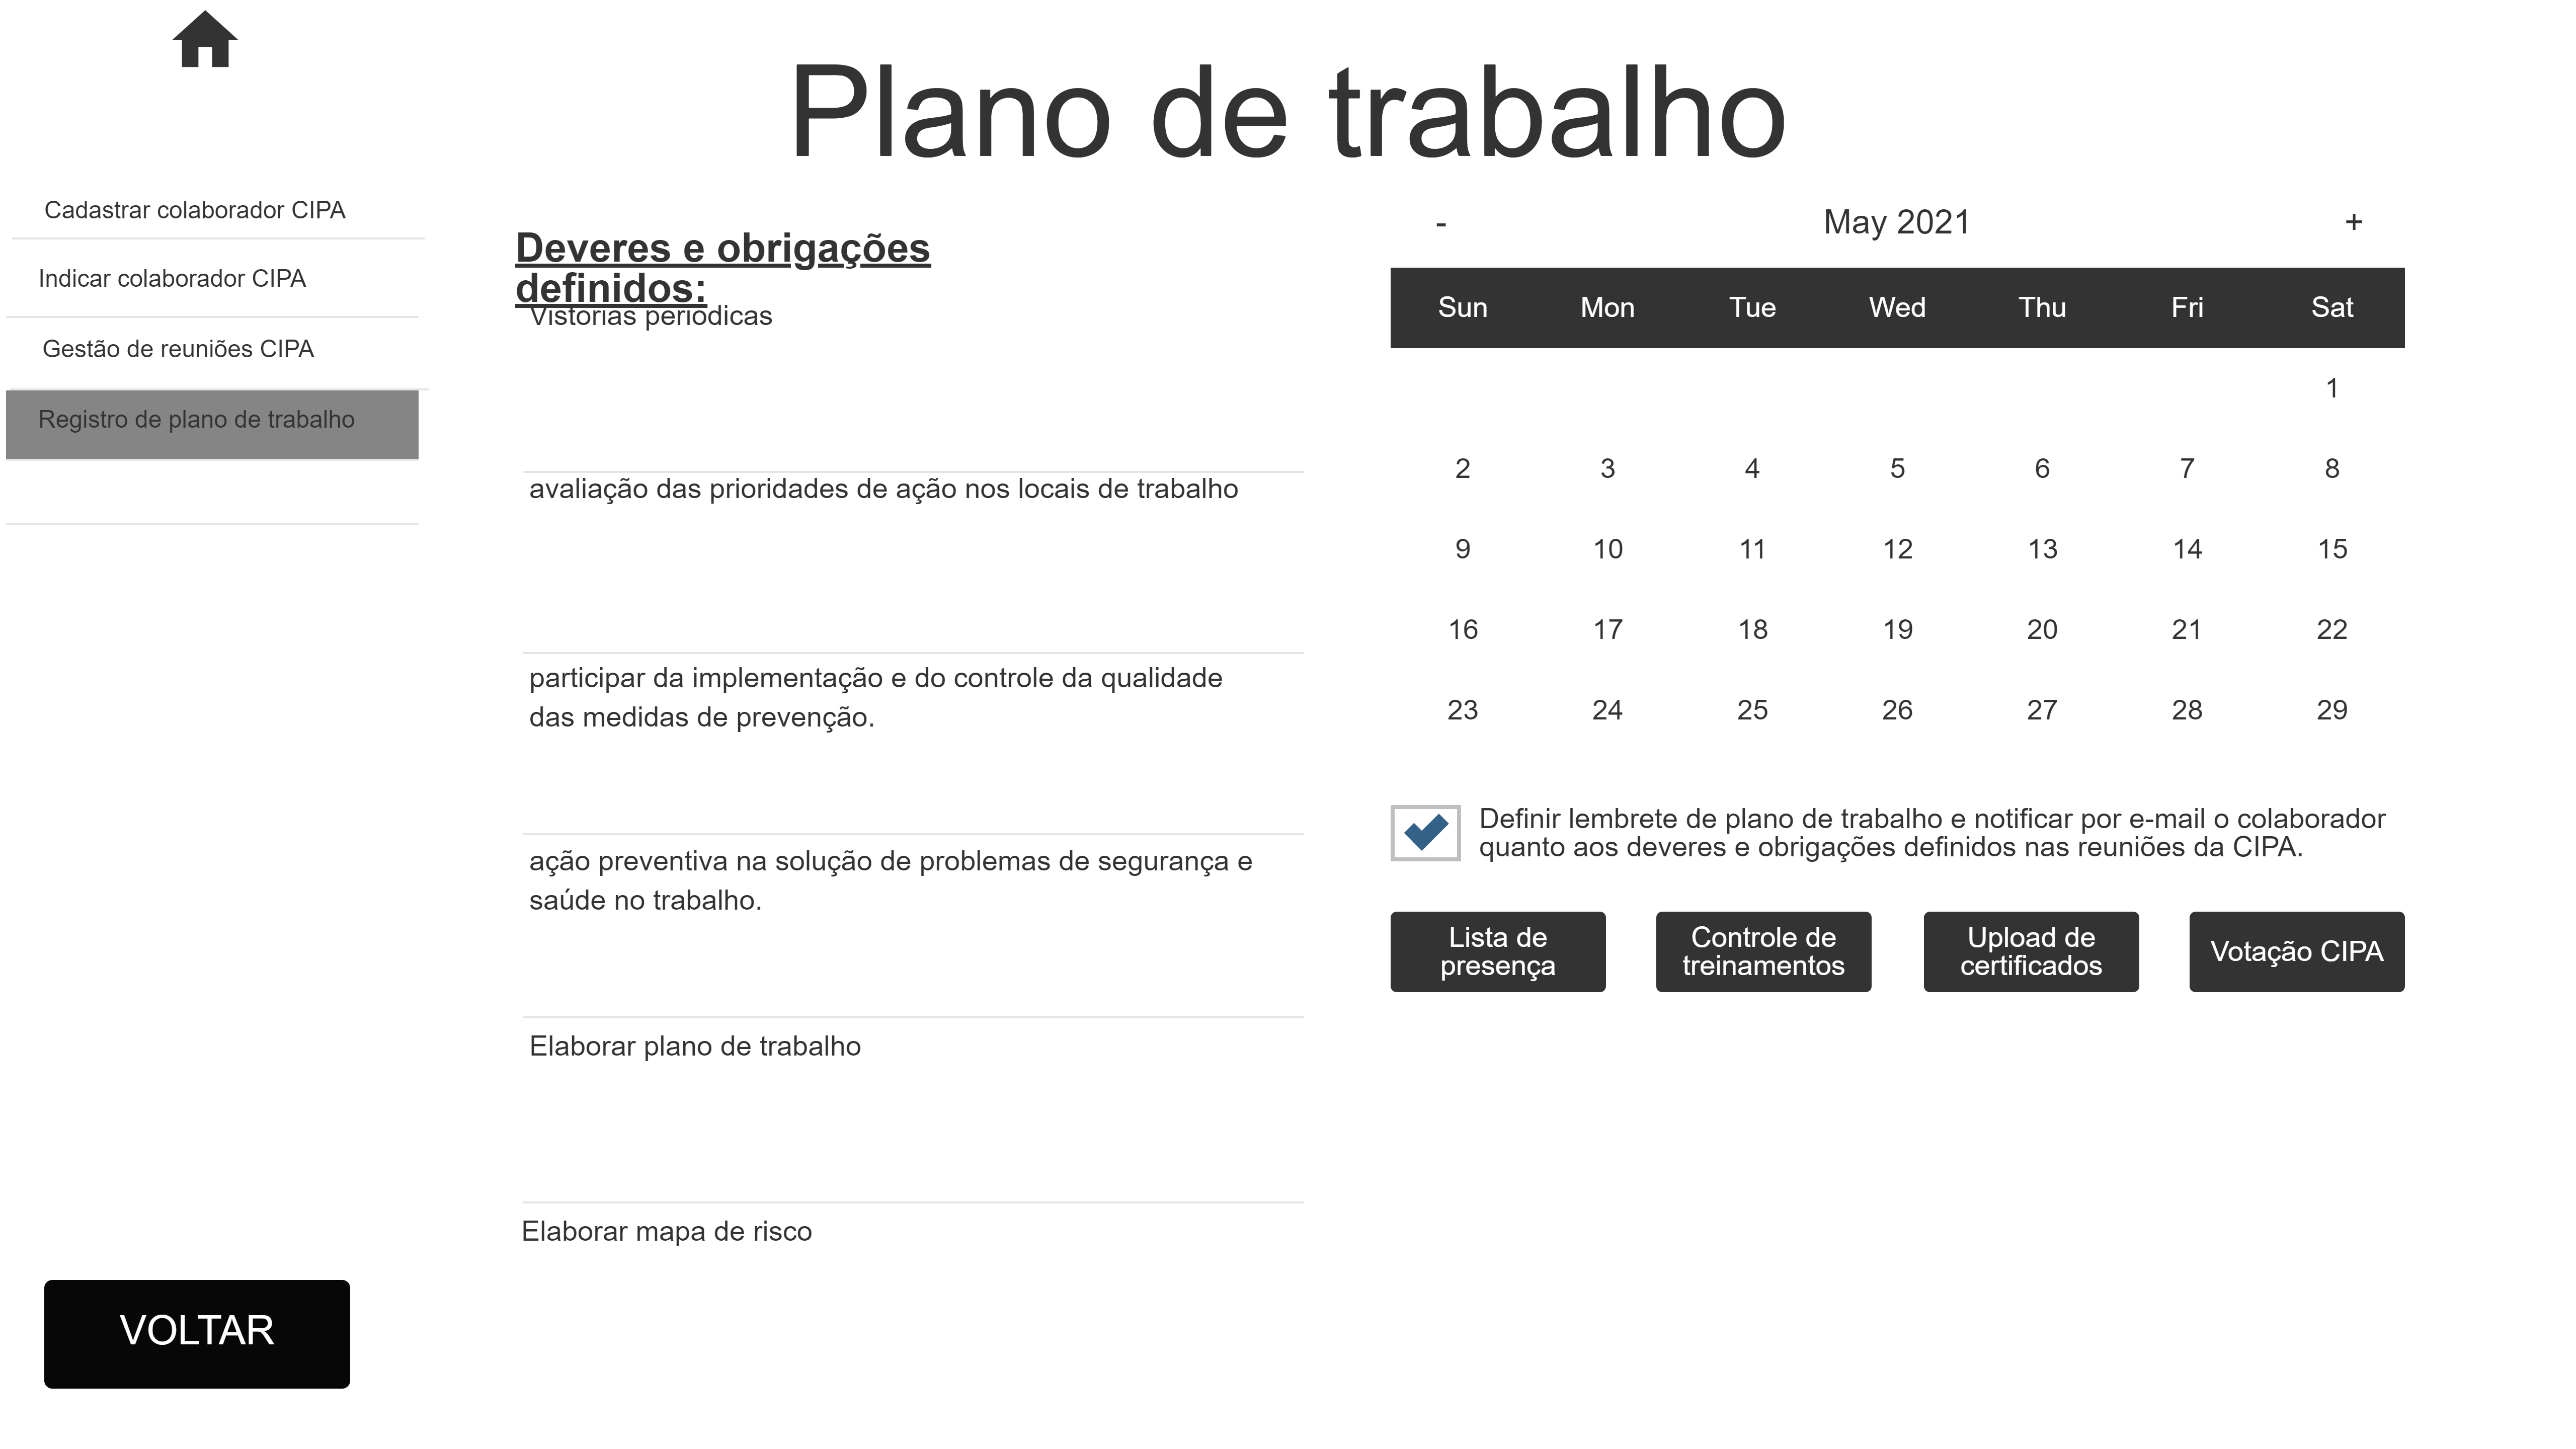 Plano de trabalho
Cadastrar colaborador CIPA
Indicar colaborador CIPA
Gestão de reuniões CIPA
Registro de plano de trabalho
VOLTAR
Deveres e obrigações
definidos:
Vistorias periodicas
avaliação das prioridades de ação nos locais de trabalho
participar da implementação e do controle da qualidade
das medidas de prevenção.
ação preventiva na solução de problemas de segurança e
saúde no trabalho.
Elaborar plano de trabalho
Elaborar mapa de risco
- May 2021 +
Sun Mon Tue Wed Thu Fri Sat
1
2 3 4 5 6 7 8
9 10 11 12 13 14 15
16 17 18 19 20 21 22
23 24 25 26 27 28 29
Definir lembrete de plano de trabalho e notificar por e-mail o colaborador
quanto aos deveres e obrigações definidos nas reuniões da CIPA.
Lista de
presença
Controle de
treinamentos
Upload de
certificados
Votação CIPA